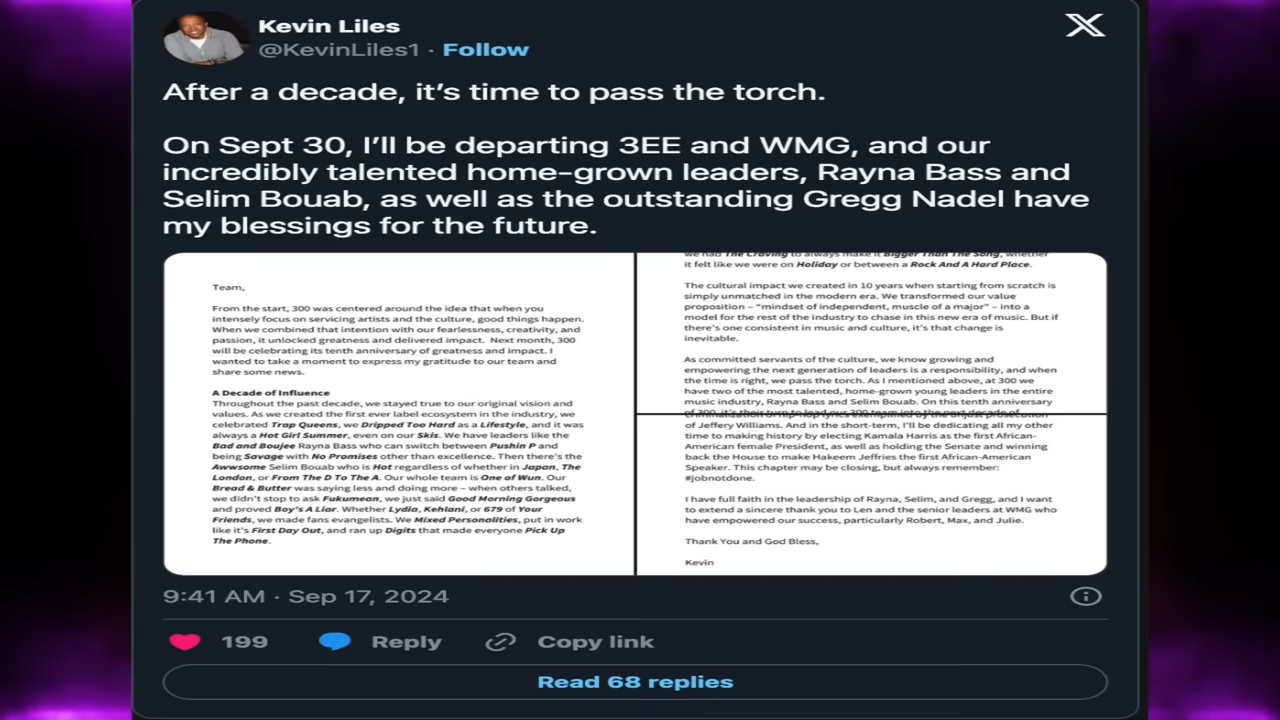 Kevin Liles
@KevinLiles1 · Follow
After a decade, it's time to pass the torch.
On Sept 30, I'll be departing 3EE and WMG, and our
incredibly talented home-grown leaders, Rayna Bass and
Selim Bouab, as well as the outstanding Gregg Nadel have
my blessings for the future.
Team,
From the start, 300 was centered around the idea that when you
intensely focus on servicing artists and the culture, good things happen.
When we combined that intention with our fearlessness, creativity, and
passion, it unlocked greatness and delivered impact. Next month, 300
will be celebrating its tenth anniversary of greatness and impact. I
wanted to take a moment to express my gratitude to our team and
share some news.
A Decade of Influence
Throughout the past decade, we stayed true to our original vision and
values. As we created the first ever label ecosystem in the industry, we
celebrated Trap Queens, we Dripped Too Hard as a Lifestyle, and it was
always a Hot Girl Summer, even on our Skis. We have leaders like the
Bad and Boujee Rayna Bass who can switch between Pushin P and
being Savage with No Promises other than excellence. Then there's the
Awwsome Selim Bouab who is Hot regardless of whether in Japan, The
London, or From The D To The A. Our whole team is One of Wun. Our
Bread & Butter was saying less and doing more – when others talked,
we didn't stop to ask Fukumean, we just said Good Morning Gorgeous
and proved Boy's A Liar. Whether Lydia, Kehlani, or 679 of Your
Friends, we made fans evangelists. We Mixed Personalities, put in work
like it's First Day Out, and ran up Digits that made everyone Pick Up
The Phone.
we had The Craving to always make it Bigger Than The Song, whether
it felt like we were on Holiday or between a Rock And A Hard Place.
The cultural impact we created in 10 years when starting from scratch is
simply unmatched in the modern era. We transformed our value
proposition – "mindset of independent, muscle of a major" – into a
model for the rest of the industry to chase in this new era of music. But if
there's one consistent in music and culture, it's that change is
inevitable.
As committed servants of the culture, we know growing and
empowering the next generation of leaders is a responsibility, and when
the time is right, we pass the torch. As I mentioned above, at 300 we
have two of the most talented, home-grown young leaders in the entire
music industry, Rayna Bass and Selim Bouab. On this tenth anniversary
of 300, it's their turn to lead our 300 team into the next decade of
of Jeffery Williams. And in the short-term, I'll be dedicating all my other
time to making history by electing Kamala Harris as the first African-
American female President, as well as holding the Senate and winning
back the House to make Hakeem Jeffries the first African-American
Speaker. This chapter may be closing, but always remember:
#jobnotdone.
I have full faith in the leadership of Rayna, Selim, and Gregg, and I want
to extend a sincere thank you to Len and the senior leaders at WMG who
have empowered our success, particularly Robert, Max, and Julie.
Thank You and God Bless,
Kevin
9:41 AM · Sep 17, 2024
199 Reply Copy link
Read 68 replies